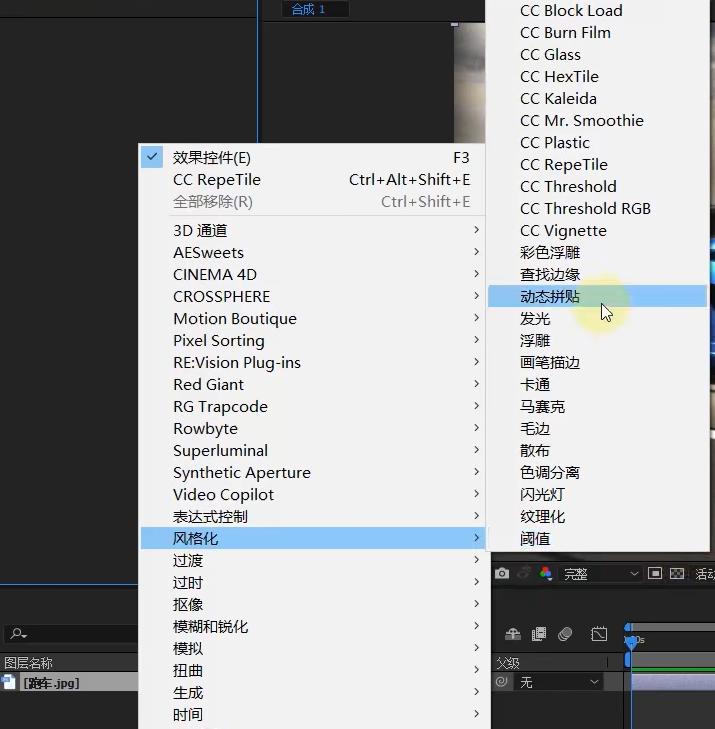 合成 1
CC Block Load
CC Burn Film
CC Glass
CC HexTile
CC Kaleida
CC Mr. Smoothie
CC Plastic
CC RepeTile
CC Threshold
CC Threshold RGB
CC Vignette
彩色浮雕
查找边缘
动态拼贴
发光
浮雕
画笔描边
卡通
马赛克
毛边
散布
色调分离
闪光灯
纹理化
阈值
效果控件(E) F3
CC RepeTile Ctrl+Alt+Shift+E
全部移除(R) Ctrl+Shift+E
3D 通道
AESweets
CINEMA 4D
CROSSPHERE
Motion Boutique
Pixel Sorting
RE:Vision Plug-ins
Red Giant
RG Trapcode
Rowbyte
Superluminal
Synthetic Aperture
Video Copilot
表达式控制
风格化
过渡
过时
抠像
模糊和锐化
模拟
扭曲
生成
时间
完整
活动
图层名称
父级
[跑车.jpg]
无